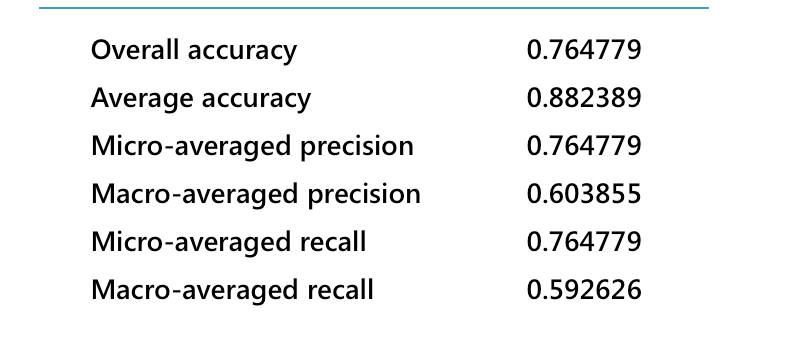 Overall accuracy 0.764779
Average accuracy 0.882389
Micro-averaged precision 0.764779
Macro-averaged precision 0.603855
Micro-averaged recall 0.764779
Macro-averaged recall 0.592626